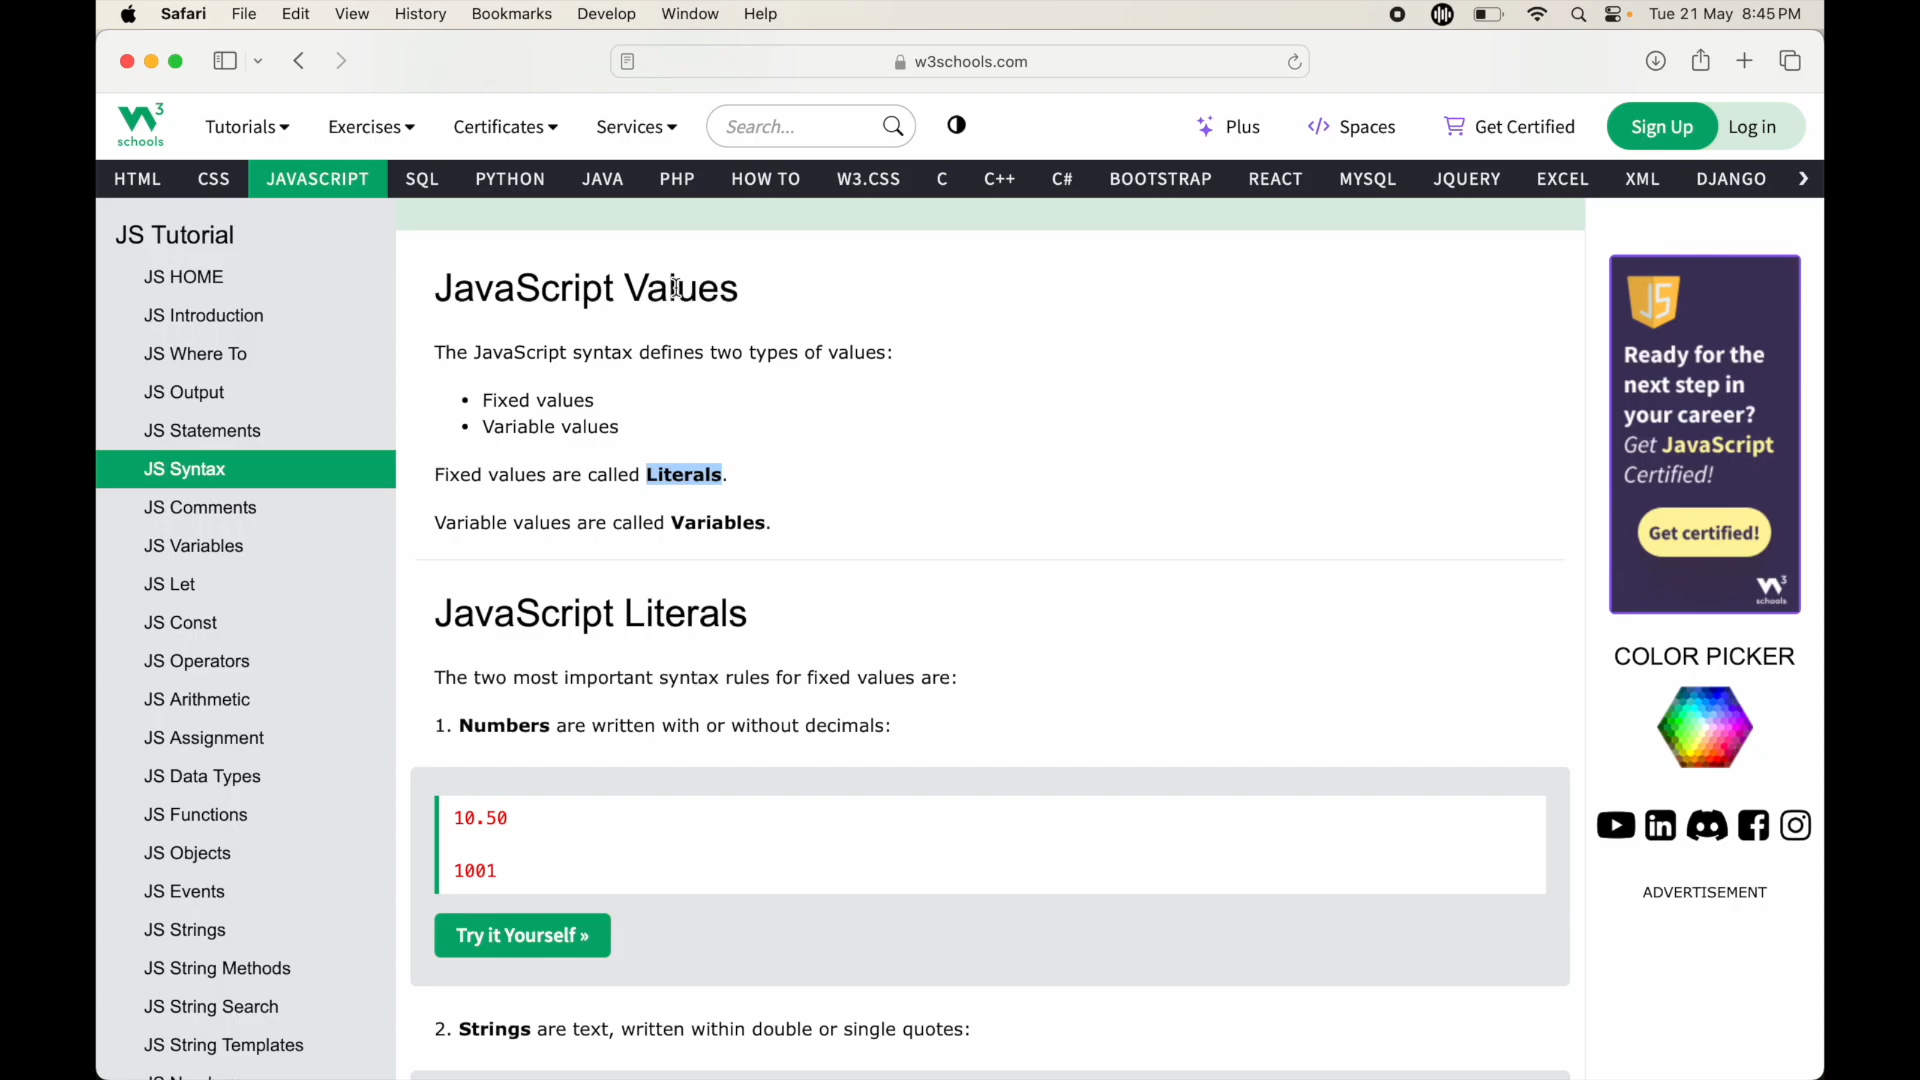 Safari File Edit View History Bookmarks Develop Window Help Tue 21 May 8:45 PM
w3schools.com
W3 schools Tutorials Exercises Certificates Services Search... Plus </> Spaces Get Certified Sign Up Log in
HTML CSS JAVASCRIPT SQL PYTHON JAVA PHP HOW TO W3.CSS C C++ C# BOOTSTRAP REACT MYSQL JQUERY EXCEL XML DJANGO ❯
JS Tutorial
JS HOME
JS Introduction
JS Where To
JS Output
JS Statements
JS Syntax
JS Comments
JS Variables
JS Let
JS Const
JS Operators
JS Arithmetic
JS Assignment
JS Data Types
JS Functions
JS Objects
JS Events
JS Strings
JS String Methods
JS String Search
JS String Templates
JavaScript Values
The JavaScript syntax defines two types of values:
• Fixed values
• Variable values
Fixed values are called Literals.
Variable values are called Variables.
JavaScript Literals
The two most important syntax rules for fixed values are:
1. Numbers are written with or without decimals:
10.50
1001
Try it Yourself »
2. Strings are text, written within double or single quotes:
JS
Ready for the
next step in
your career?
Get JavaScript
Certified!
Get certified!
W3 schools
COLOR PICKER
in
ADVERTISEMENT